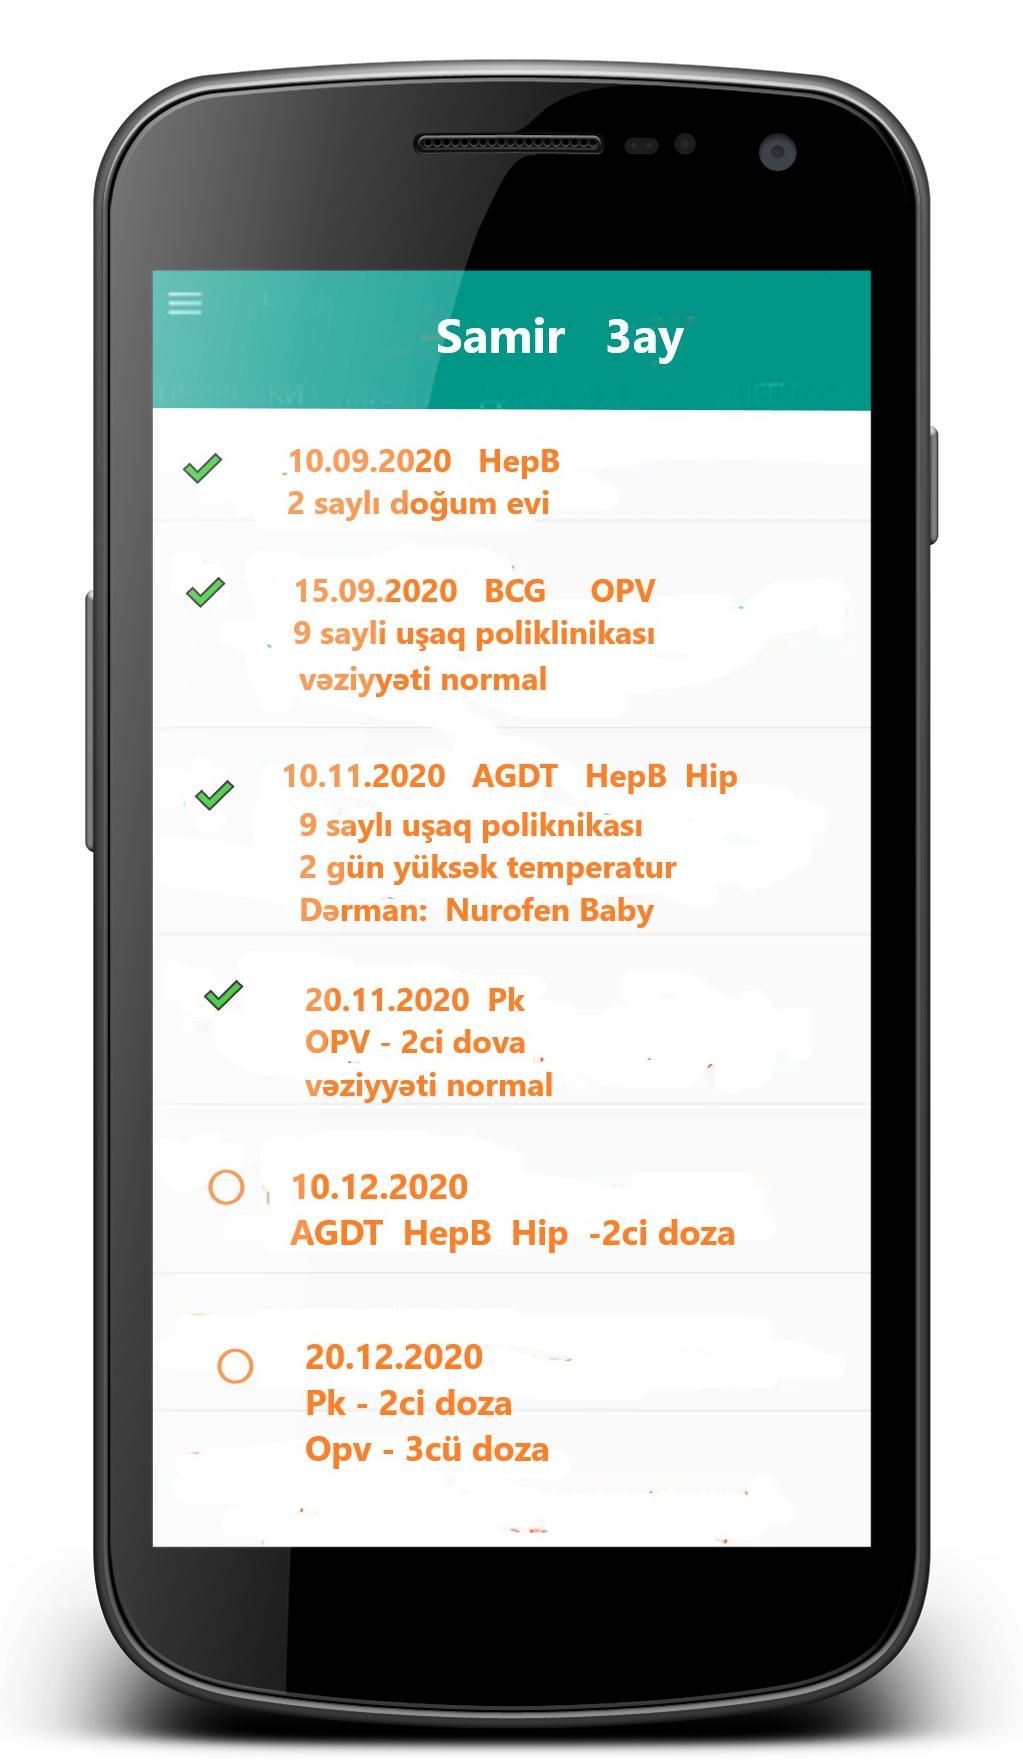 Samir 3ay
10.09.2020 HepB
2 saylı doğum evi
15.09.2020 BCG OPV
9 sayli uşaq poliklinikası
vəziyyəti normal
10.11.2020 AGDT HepB Hip
9 saylı uşaq poliknikası
2 gün yüksək temperatur
Dərman: Nurofen Baby
20.11.2020 Pk
OPV - 2ci dova
vəziyyəti normal
10.12.2020
AGDT HepB Hip -2ci doza
20.12.2020
Pk - 2ci doza
Opv - 3cü doza